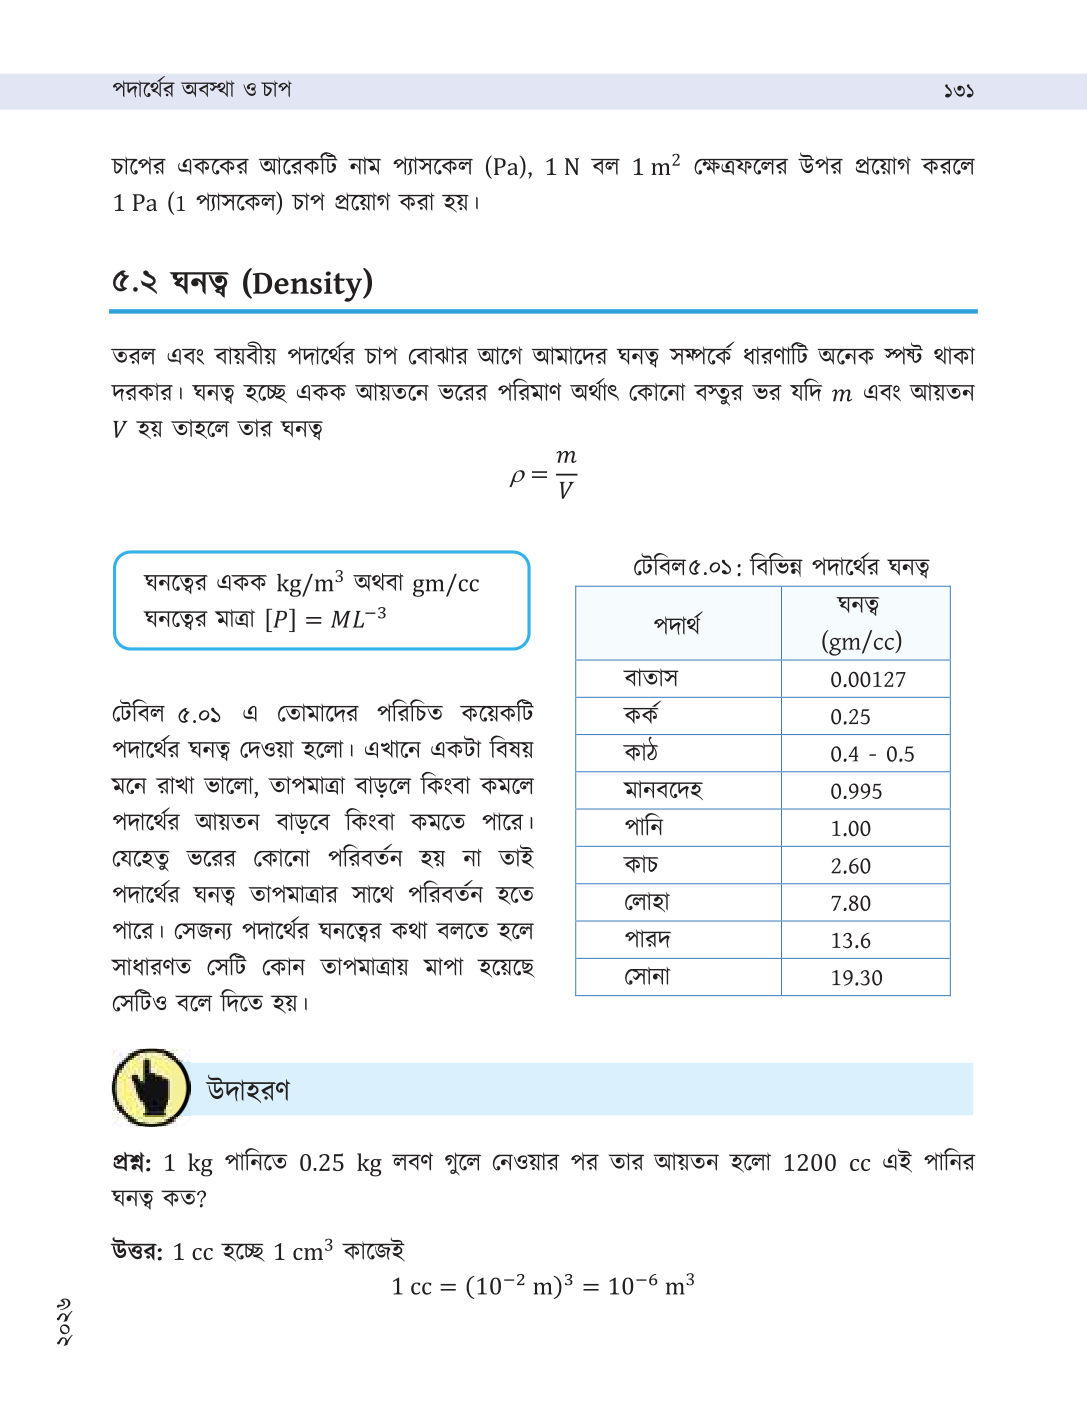 পদার্থের অবস্থা ও চাপ ১৩১
চাপের এককের আরেকটি নাম প্যাসকেল (Pa), 1 N বল 1 m² ক্ষেত্রফলের উপর প্রয়োগ করলে
1 Pa (1 প্যাসকেল) চাপ প্রয়োগ করা হয়।
৫.২ ঘনত্ব (Density)
তরল এবং বায়বীয় পদার্থের চাপ বোঝার আগে আমাদের ঘনত্ব সম্পর্কে ধারণাটি অনেক স্পষ্ট থাকা
দরকার। ঘনত্ব হচ্ছে একক আয়তনে ভরের পরিমাণ অর্থাৎ কোনো বস্তুর ভর যদি m এবং আয়তন
V হয় তাহলে তার ঘনত্ব
ρ = m/V
ঘনত্বের একক kg/m³ অথবা gm/cc
ঘনত্বের মাত্রা [P] = ML⁻³
টেবিল ৫.০১ এ তোমাদের পরিচিত কয়েকটি
পদার্থের ঘনত্ব দেওয়া হলো। এখানে একটা বিষয়
মনে রাখা ভালো, তাপমাত্রা বাড়লে কিংবা কমলে
পদার্থের আয়তন বাড়বে কিংবা কমতে পারে।
যেহেতু ভরের কোনো পরিবর্তন হয় না তাই
পদার্থের ঘনত্ব তাপমাত্রার সাথে পরিবর্তন হতে
পারে। সেজন্য পদার্থের ঘনত্বের কথা বলতে হলে
সাধারণত সেটি কোন তাপমাত্রায় মাপা হয়েছে
সেটিও বলে দিতে হয়।
টেবিল ৫.০১: বিভিন্ন পদার্থের ঘনত্ব
পদার্থ ঘনত্ব
(gm/cc)
বাতাস 0.00127
কর্ক 0.25
কাঠ 0.4 - 0.5
মানবদেহ 0.995
পানি 1.00
কাচ 2.60
লোহা 7.80
পারদ 13.6
সোনা 19.30
উদাহরণ
প্রশ্ন: 1 kg পানিতে 0.25 kg লবণ গুলে নেওয়ার পর তার আয়তন হলো 1200 cc এই পানির
ঘনত্ব কত?
উত্তর: 1 cc হচ্ছে 1 cm³ কাজেই
1 cc = (10⁻² m)³ = 10⁻⁶ m³
২০২৬